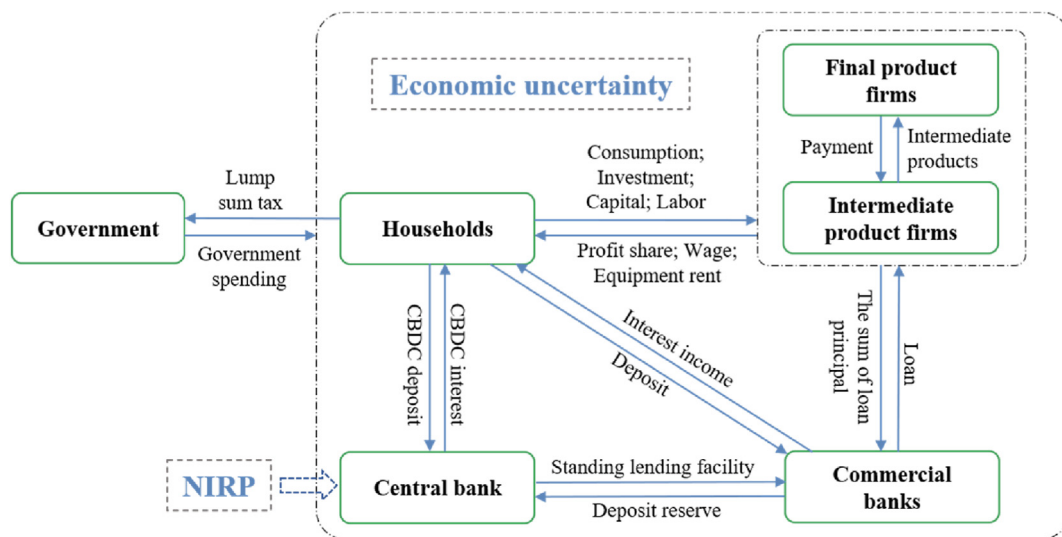 Economic uncertainty
Final product
firms
Payment
Intermediate
products
Intermediate
product firms
Consumption;
Investment;
Capital; Labor
Profit share; Wage;
Equipment rent
Lump
sum tax
Government
Government
spending
Households
CBDC deposit
CBDC interest
Interest income
Deposit
The sum of loan
principal
Loan
NIRP
Central bank
Standing lending facility
Deposit reserve
Commercial
banks